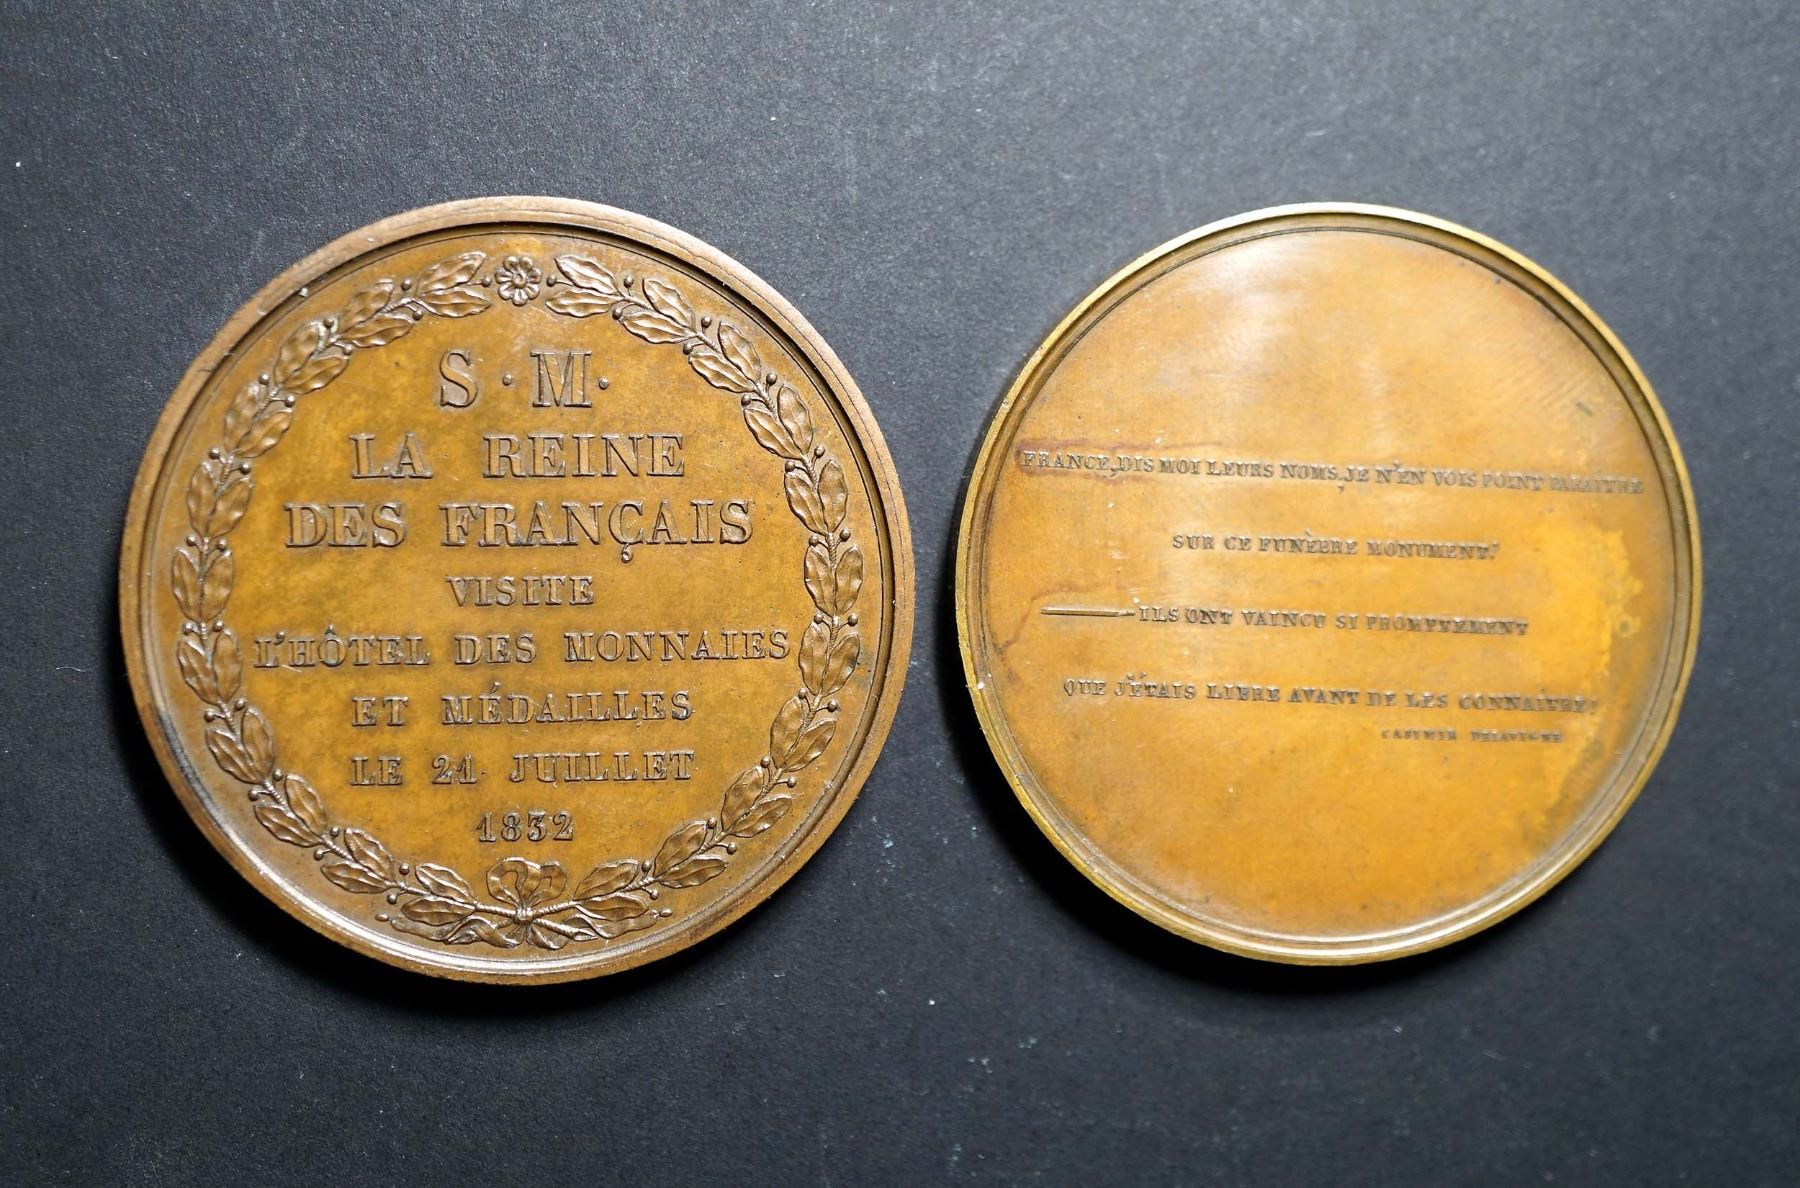 S · M ·
LA REINE
DES FRANÇAIS
VISITE
L'HÔTEL DES MONNAIES
ET MÉDAILLES
LE 21 JUILLET
1832
FRANCE, DIS MOI LEURS NOMS, JE N'EN VOIS POINT PARAÎTRE
SUR CE FUNÈBRE MONUMENT:
ILS ONT VAINCU SI PROMPTEMENT
QUE J'ÉTAIS LIBRE AVANT DE LES CONNAÎTRE!
CASIMIR DELAVIGNE